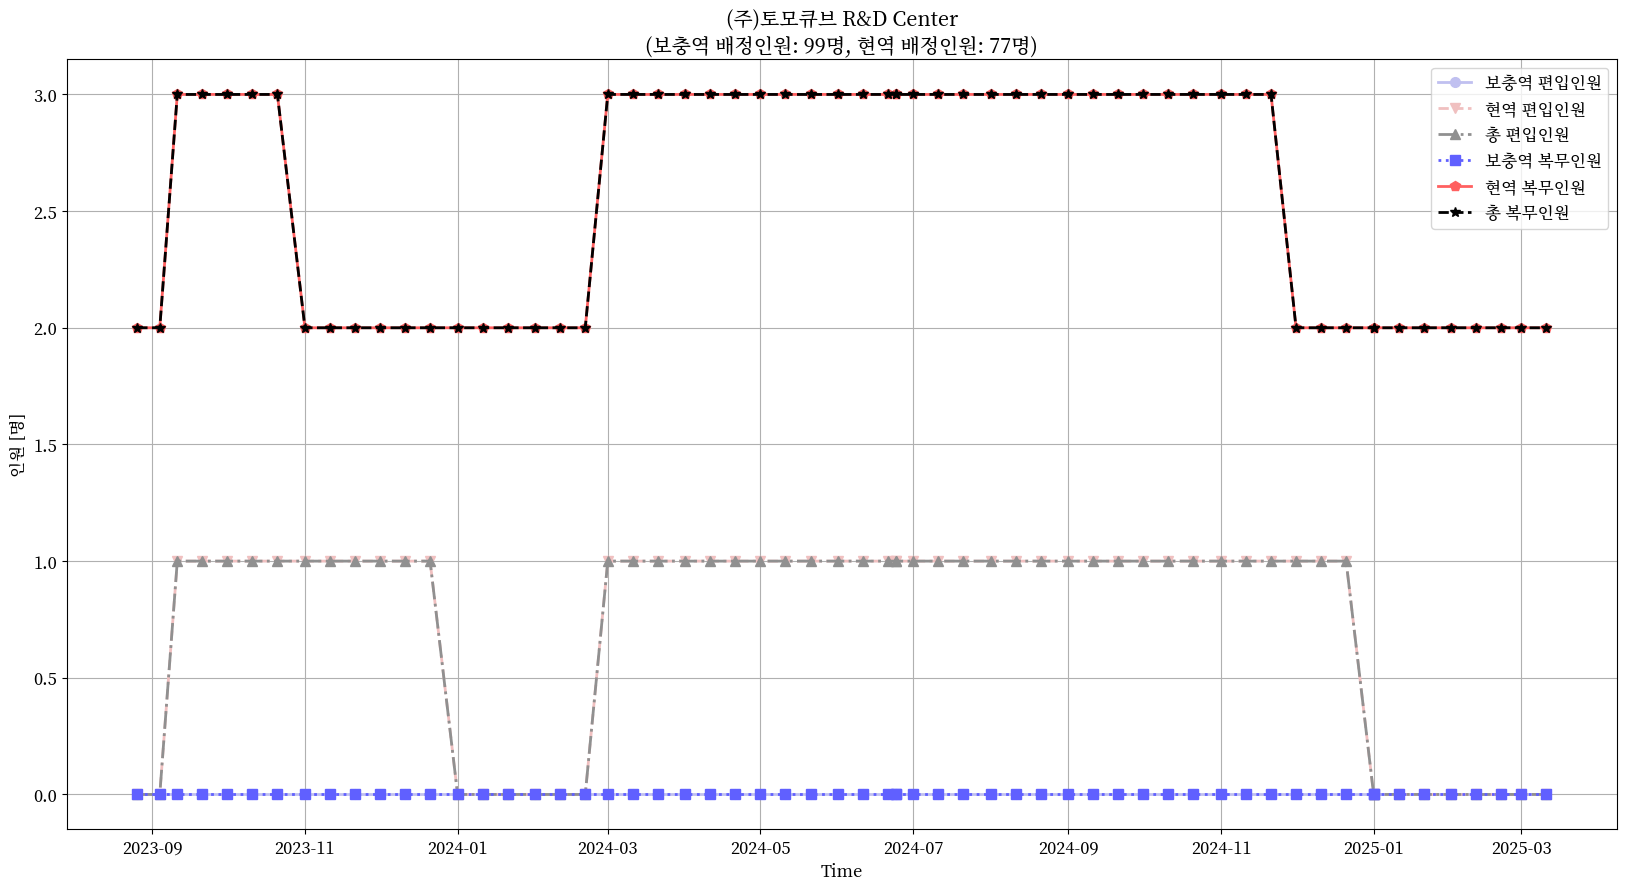 (주)토모큐브 R&D Center
(보충역 배정인원: 99명, 현역 배정인원: 77명)
인원 [명]
3.0
2.5
2.0
1.5
1.0
0.5
0.0
보충역 편입인원
현역 편입인원
총 편입인원
보충역 복무인원
현역 복무인원
총 복무인원
2023-09
2023-11
2024-01
2024-03
2024-05
2024-07
2024-09
2024-11
2025-01
2025-03
Time